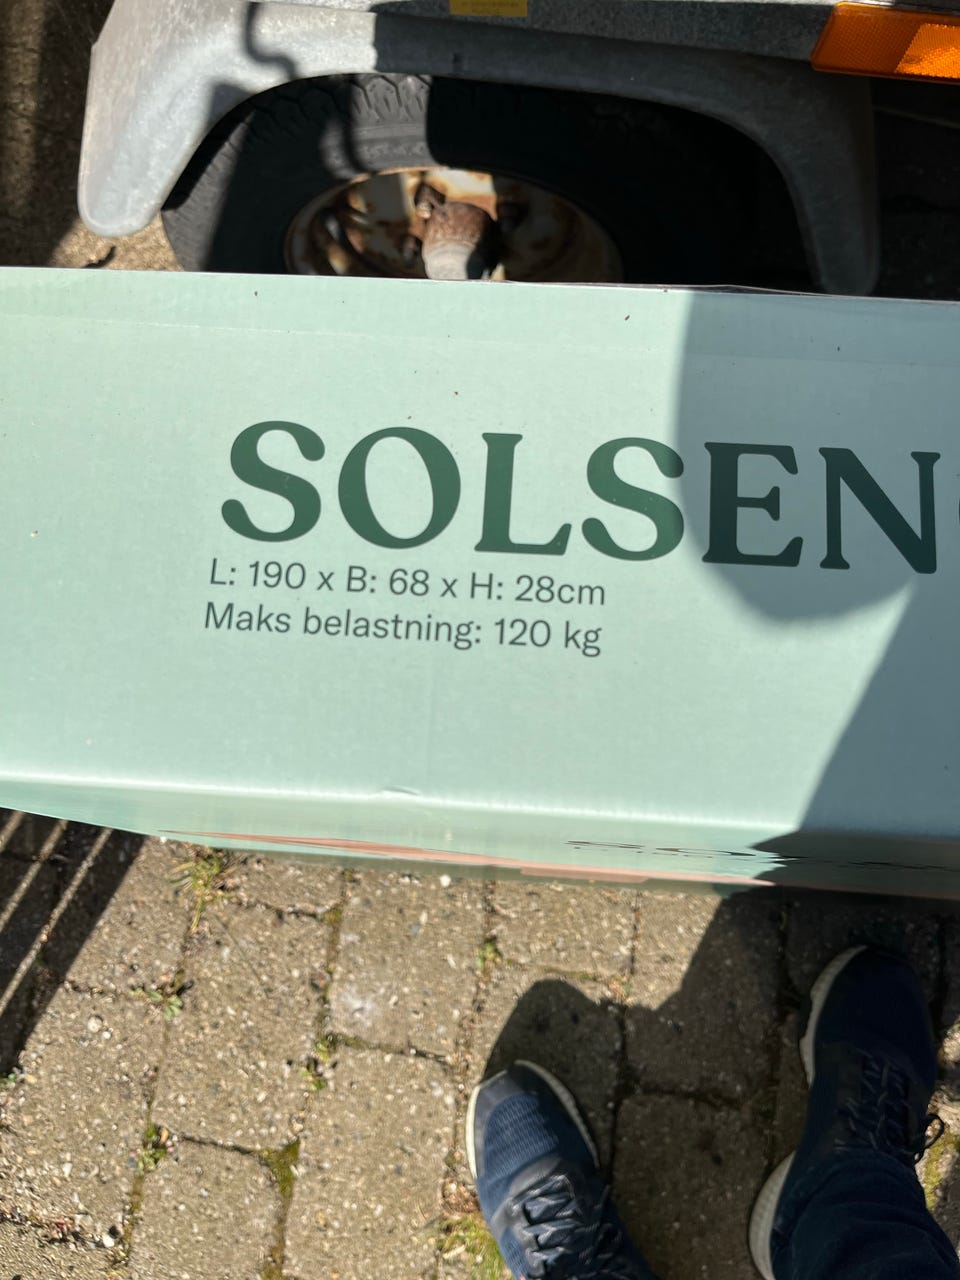 SOLSEN
L: 190 x B: 68 x H: 28cm
Maks belastning: 120 kg